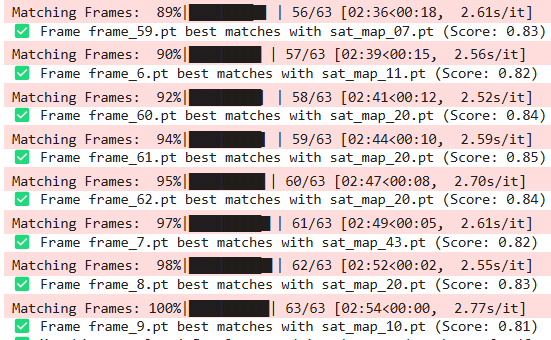 Matching Frames:  89%|█████████ | 56/63 [02:36<00:18,  2.61s/it]
✅ Frame frame_59.pt best matches with sat_map_07.pt (Score: 0.83)
Matching Frames:  90%|█████████ | 57/63 [02:39<00:15,  2.56s/it]
✅ Frame frame_6.pt best matches with sat_map_11.pt (Score: 0.82)
Matching Frames:  92%|█████████▏| 58/63 [02:41<00:12,  2.52s/it]
✅ Frame frame_60.pt best matches with sat_map_20.pt (Score: 0.84)
Matching Frames:  94%|█████████▎| 59/63 [02:44<00:10,  2.59s/it]
✅ Frame frame_61.pt best matches with sat_map_20.pt (Score: 0.85)
Matching Frames:  95%|█████████▌| 60/63 [02:47<00:08,  2.70s/it]
✅ Frame frame_62.pt best matches with sat_map_20.pt (Score: 0.84)
Matching Frames:  97%|█████████▋| 61/63 [02:49<00:05,  2.61s/it]
✅ Frame frame_7.pt best matches with sat_map_43.pt (Score: 0.82)
Matching Frames:  98%|█████████▊| 62/63 [02:52<00:02,  2.55s/it]
✅ Frame frame_8.pt best matches with sat_map_20.pt (Score: 0.83)
Matching Frames: 100%|██████████| 63/63 [02:54<00:00,  2.77s/it]
✅ Frame frame_9.pt best matches with sat_map_10.pt (Score: 0.81)